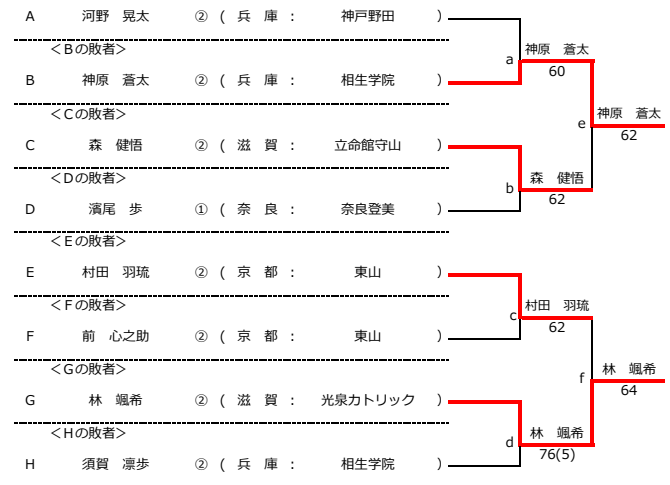 A 河野 晃太 ② ( 兵 庫 : 神戸野田 )
＜Bの敗者＞
B 神原 蒼太 ② ( 兵 庫 : 相生学院 )
＜Cの敗者＞
C 森 健悟 ② ( 滋 賀 : 立命館守山 )
＜Dの敗者＞
D 濱尾 歩 ① ( 奈 良 : 奈良登美 )
＜Eの敗者＞
E 村田 羽琉 ② ( 京 都 : 東山 )
＜Fの敗者＞
F 前 心之助 ② ( 京 都 : 東山 )
＜Gの敗者＞
G 林 颯希 ② ( 滋 賀 : 光泉カトリック )
＜Hの敗者＞
H 須賀 凛歩 ② ( 兵 庫 : 相生学院 )
a
神原 蒼太
60
b
森 健悟
62
c
村田 羽琉
62
d
林 颯希
76(5)
e
神原 蒼太
62
f
林 颯希
64